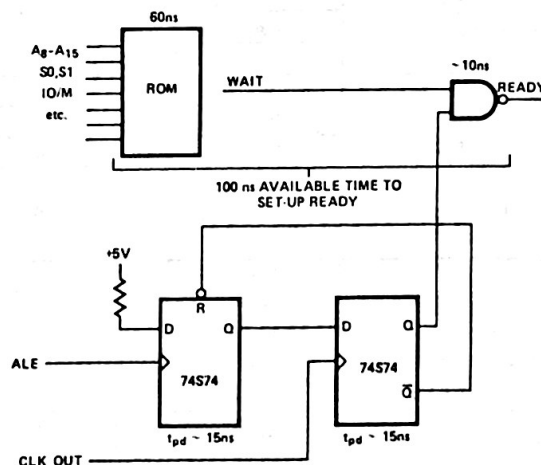 60ns
A8-A15
S0,S1
IO/M
etc.
ROM
WAIT
~10ns
READY
100 ns AVAILABLE TIME TO
SET-UP READY
+5V
R
D
Q
74S74
tpd ~ 15ns
D
Q
Q̅
74S74
tpd ~ 15ns
ALE
CLK OUT